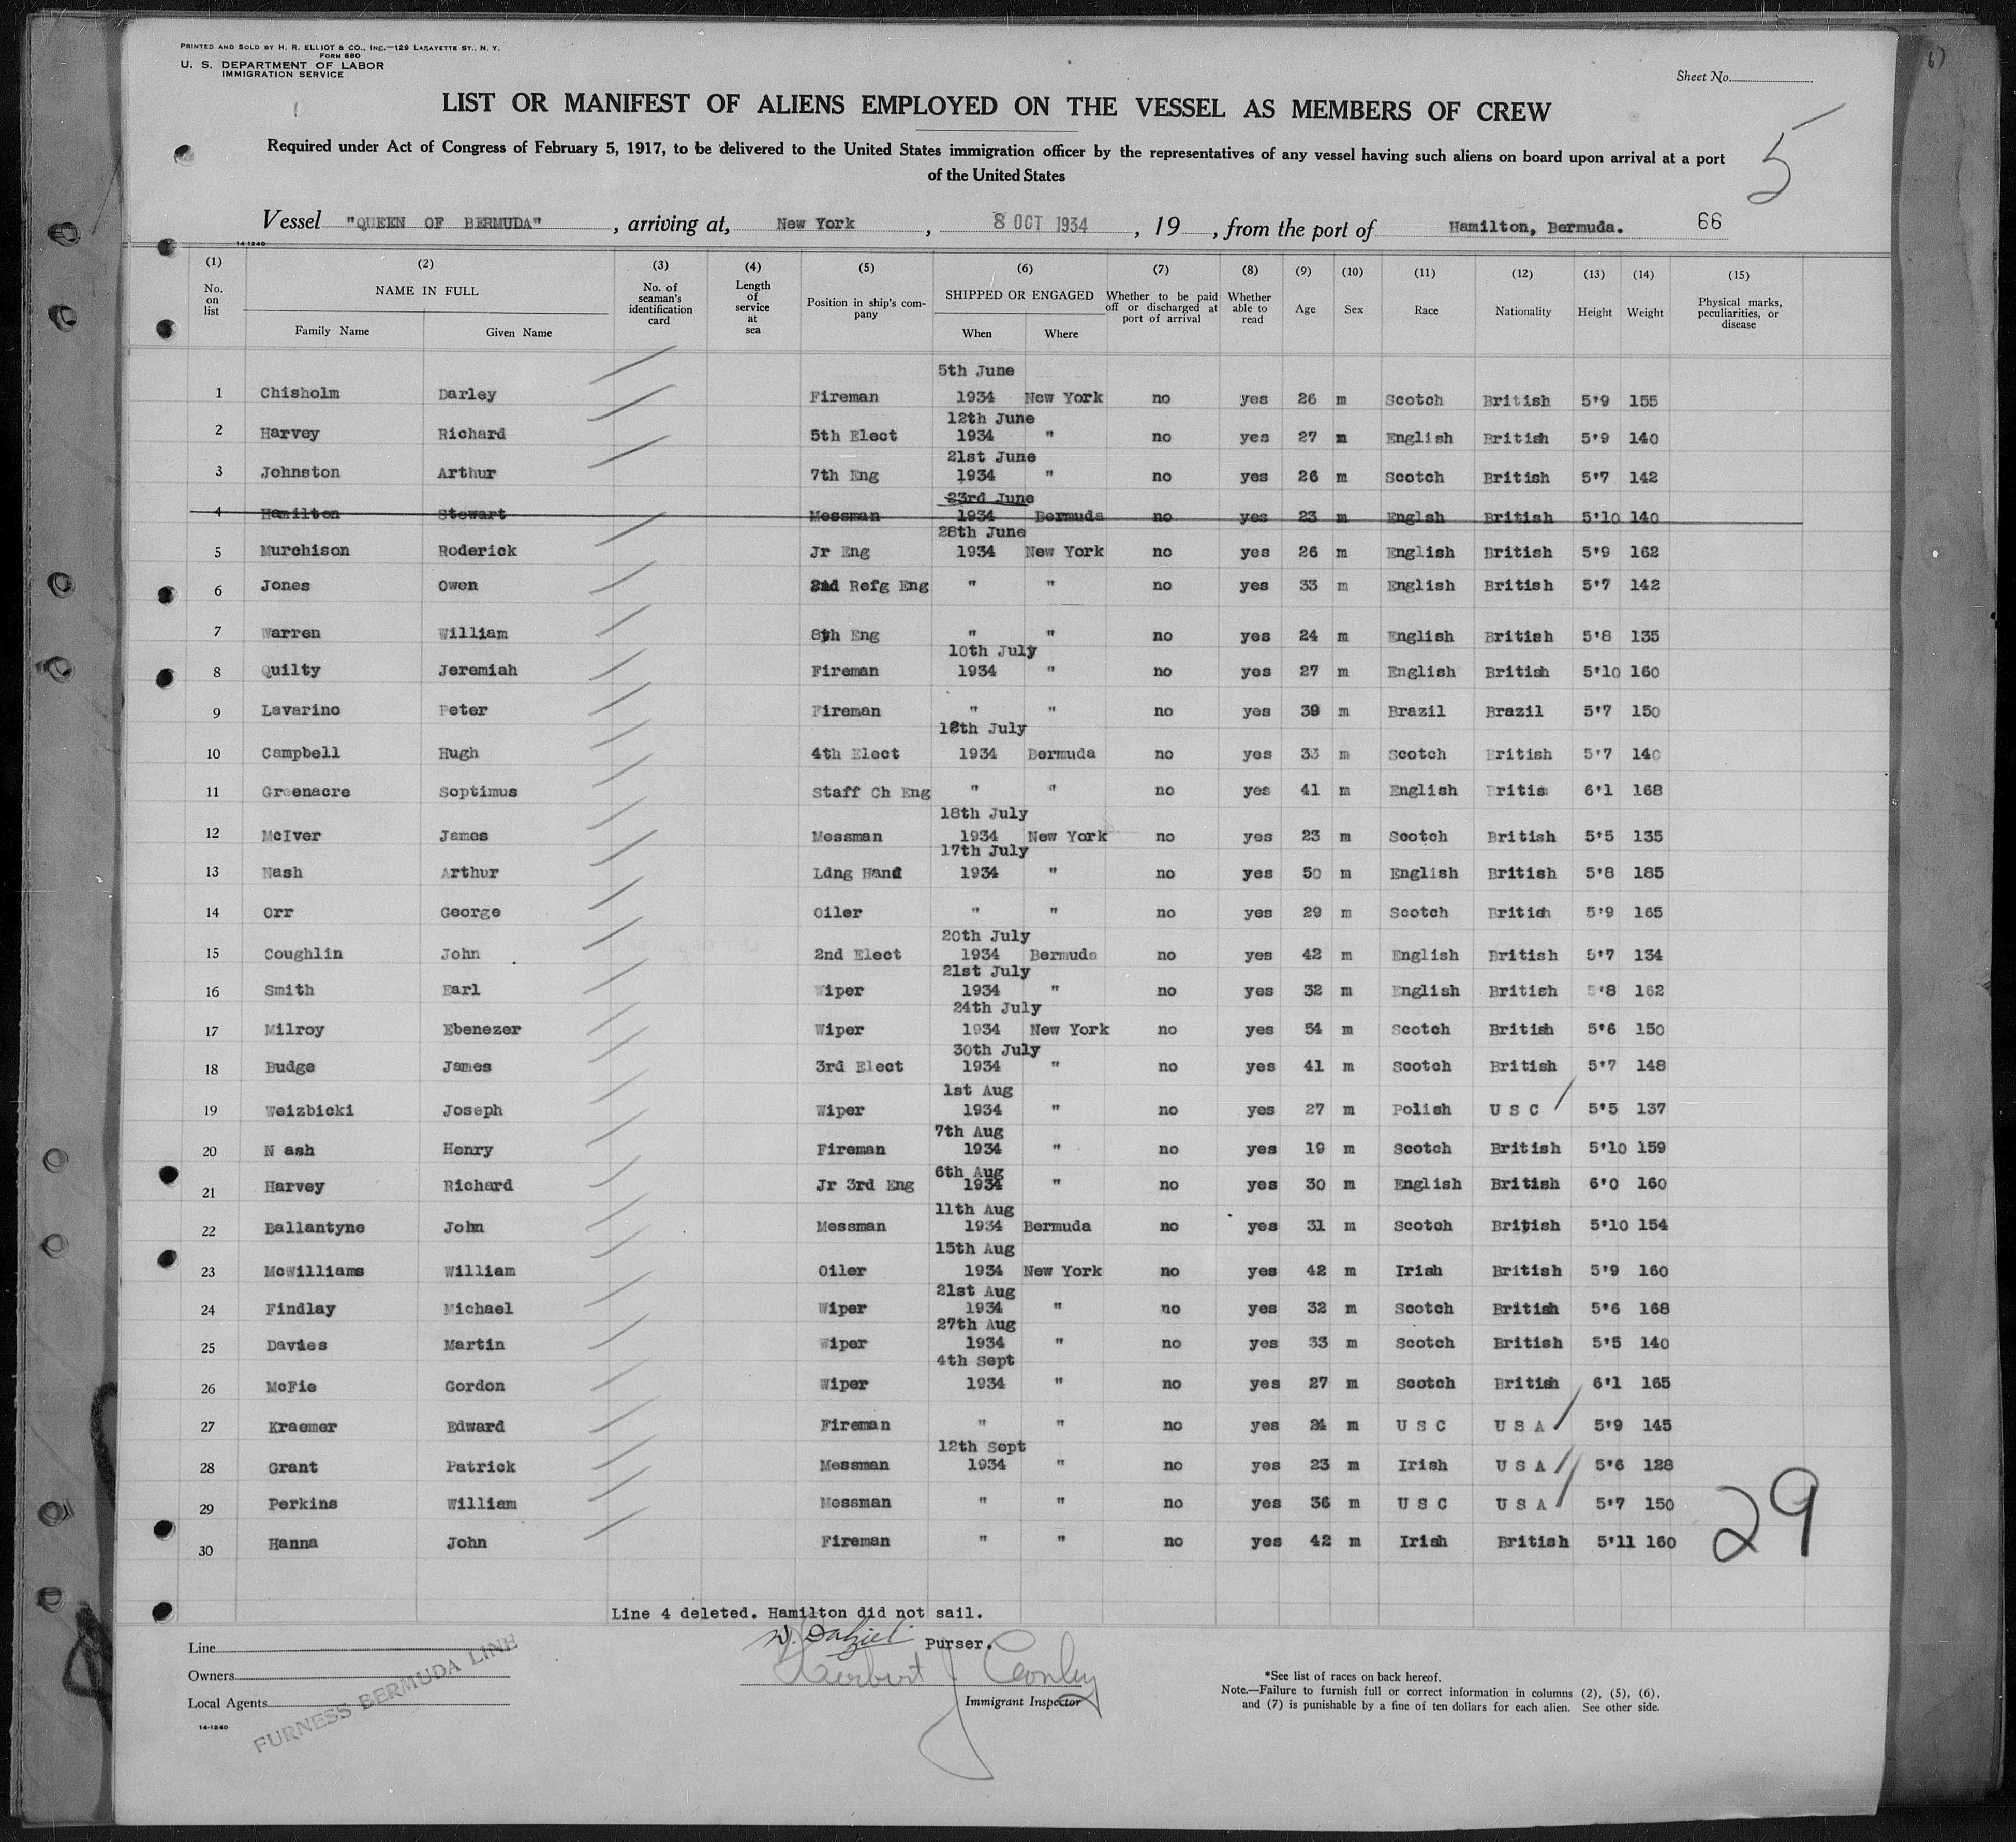 PRINTED AND SOLD BY H. R. ELLIOT & CO., INC.—129 LAFAYETTE ST., N. Y.
FORM 680
U. S. DEPARTMENT OF LABOR
IMMIGRATION SERVICE
Sheet No.
LIST OR MANIFEST OF ALIENS EMPLOYED ON THE VESSEL AS MEMBERS OF CREW
5
Required under Act of Congress of February 5, 1917, to be delivered to the United States immigration officer by the representatives of any vessel having such aliens on board upon arrival at a port
of the United States
Vessel "QUEEN OF BERMUDA", arriving at, New York, 8 OCT 1934, 19, from the port of Hamilton, Bermuda. 66
14-1240
(1) (2) (3) (4) (5) (6) (7) (8) (9) (10) (11) (12) (13) (14) (15)
No. on list NAME IN FULL Family Name Given Name No. of seaman's identification card Length of service at sea Position in ship's company SHIPPED OR ENGAGED When Where Whether to be paid off or discharged at port of arrival Whether able to read Age Sex Race Nationality Height Weight Physical marks, peculiarities, or disease
5th June
1 Chisholm Darley Fireman 1934 New York no yes 26 m Scotch British 5'9 155
12th June
2 Harvey Richard 5th Elect 1934 " no yes 27 m English British 5'9 140
21st June
3 Johnston Arthur 7th Eng 1934 " no yes 26 m Scotch British 5'7 142
23rd June
4 Hamilton Stewart Messman 1934 Bermuda no yes 23 m Englsh British 5'10 140
28th June
5 Murchison Roderick Jr Eng 1934 New York no yes 26 m English British 5'9 162
6 Jones Owen 2nd Refg Eng " " no yes 33 m English British 5'7 142
7 Warren William 8th Eng " " no yes 24 m English British 5'8 135
10th July
8 Quilty Jeremiah Fireman 1934 " no yes 27 m English British 5'10 160
9 Lavarino Peter Fireman " " no yes 39 m Brazil Brazil 5'7 150
July
10 Campbell Hugh 4th Elect 1934 Bermuda no yes 33 m Scotch British 5'7 140
11 Greenacre Septimus Staff Ch Eng " " no yes 41 m English Britis 6'1 168
18th July
12 McIver James Messman 1934 New York no yes 23 m Scotch British 5'5 135
17th July
13 Nash Arthur Ldng Hand 1934 " no yes 50 m English British 5'8 185
14 Orr George Oiler " " no yes 29 m Scotch British 5'9 165
20th July
15 Coughlin John 2nd Elect 1934 Bermuda no yes 42 m English British 5'7 134
21st July
16 Smith Earl Wiper 1934 " no yes 32 m English British 5'8 162
24th July
17 Milroy Ebenezer Wiper 1934 New York no yes 54 m Scotch British 5'6 150
30th July
18 Budge James 3rd Elect 1934 " no yes 41 m Scotch British 5'7 148
1st Aug
19 Weizbicki Joseph Wiper 1934 " no yes 27 m Polish U S C 5'5 137
7th Aug
20 N ash Henry Fireman 1934 " no yes 19 m Scotch British 5'10 159
6th Aug
21 Harvey Richard Jr 3rd Eng 1934 " no yes 30 m English British 6'0 160
11th Aug
22 Ballantyne John Messman 1934 Bermuda no yes 31 m Scotch British 5'10 154
15th Aug
23 McWilliams William Oiler 1934 New York no yes 42 m Irish British 5'9 160
21st Aug
24 Findlay Michael Wiper 1934 " no yes 32 m Scotch British 5'6 168
27th Aug
25 Davies Martin Wiper 1934 " no yes 33 m Scotch British 5'5 140
4th Sept
26 McFie Gordon Wiper 1934 " no yes 27 m Scotch British 6'1 165
27 Kraemer Edward Fireman " " no yes 24 m U S C U S A 5'9 145
12th Sept
28 Grant Patrick Messman 1934 " no yes 23 m Irish U S A 5'6 128
29 Perkins William Messman " " no yes 36 m U S C U S A 5'7 150
30 Hanna John Fireman " " no yes 42 m Irish British 5'11 160
29
Line 4 deleted. Hamilton did not sail.
Line
Owners
Local Agents
14-1240
FURNESS BERMUDA LINE
W. Dalziel Purser.
Herbert J Conley
Immigrant Inspector
*See list of races on back hereof.
Note.—Failure to furnish full or correct information in columns (2), (5), (6),
and (7) is punishable by a fine of ten dollars for each alien. See other side.